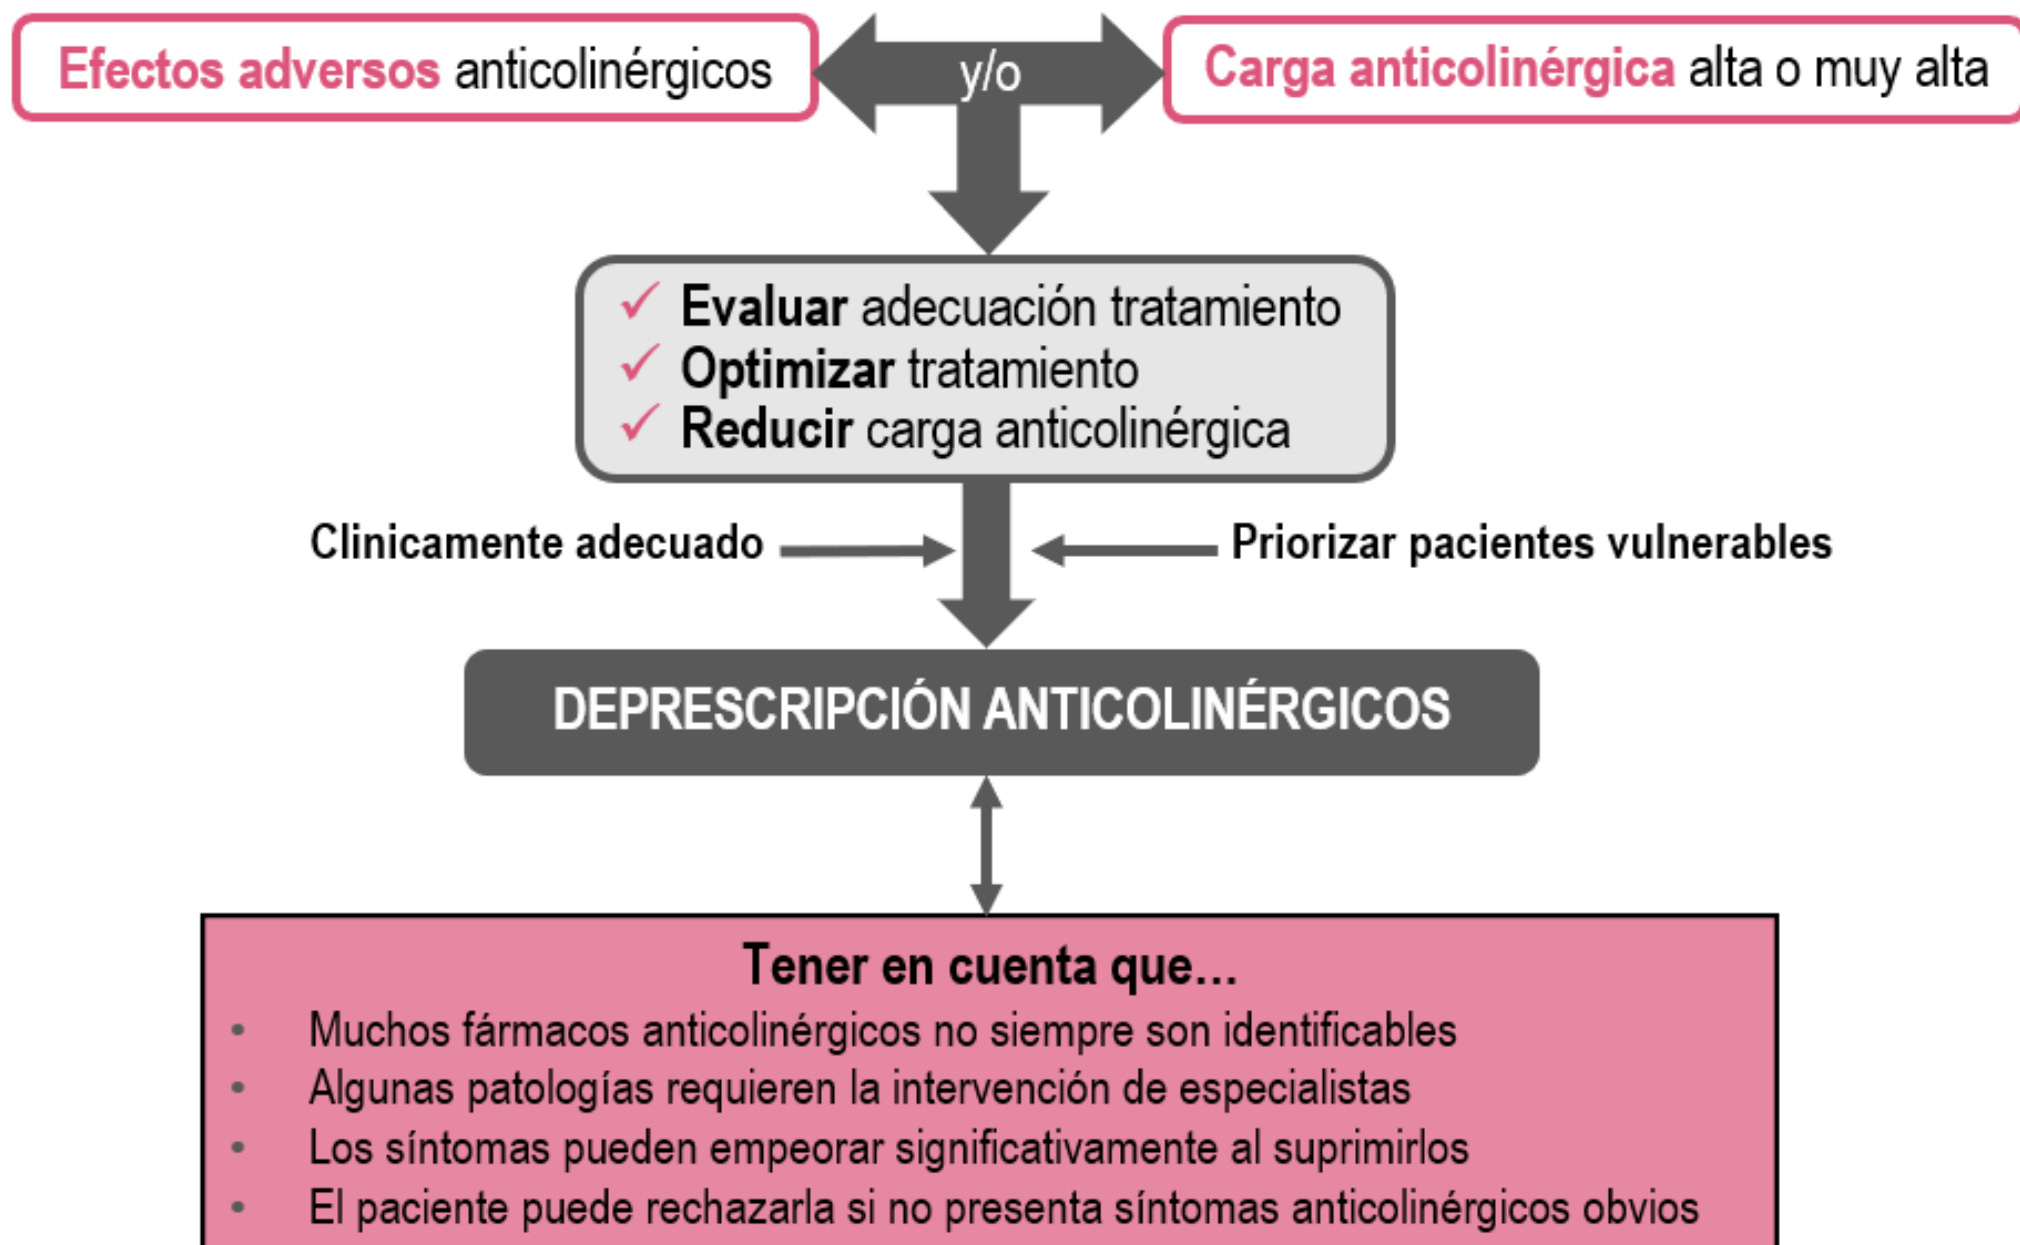 Efectos adversos anticolinérgicos
y/o
Carga anticolinérgica alta o muy alta
✓ Evaluar adecuación tratamiento
✓ Optimizar tratamiento
✓ Reducir carga anticolinérgica
Clinicamente adecuado
Priorizar pacientes vulnerables
DEPRESCRIPCIÓN ANTICOLINÉRGICOS
Tener en cuenta que...
• Muchos fármacos anticolinérgicos no siempre son identificables
• Algunas patologías requieren la intervención de especialistas
• Los síntomas pueden empeorar significativamente al suprimirlos
• El paciente puede rechazarla si no presenta síntomas anticolinérgicos obvios